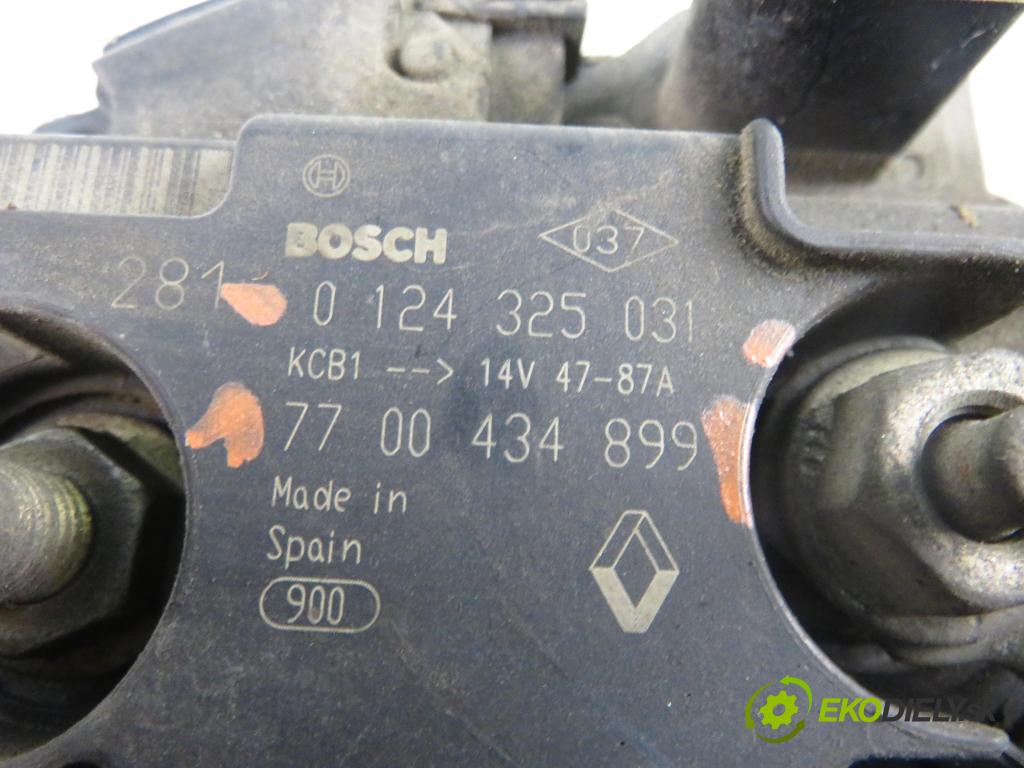 BOSCH
037
281 0 124 325 031
KCB1 --> 14V 47-87A
77 00 434 899
Made in
Spain
900
EKODIELY.sk